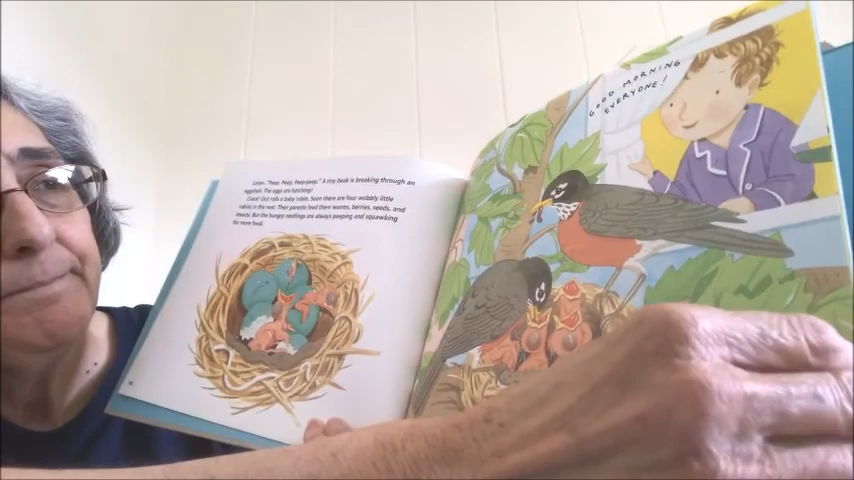 Listen: "Peep. Peep. Peep-peep." A tiny beak is breaking through an
eggshell. The eggs are hatching!
Crack! Out rolls a baby robin. Soon there are four wobbly little
robins in the nest. Their parents feed them worms, berries, seeds, and
insects. But the hungry nestlings are always peeping and squawking
for more food.
GOOD MORNING
EVERYONE!